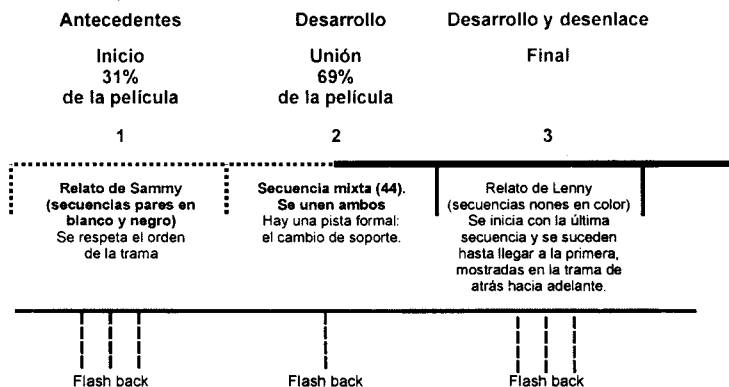 Antecedentes
Inicio
31%
de la película
1
Desarrollo
Unión
69%
de la película
2
Desarrollo y desenlace
Final
3
Relato de Sammy
(secuencias pares en
blanco y negro)
Se respeta el orden
de la trama
Secuencia mixta (44).
Se unen ambos
Hay una pista formal:
el cambio de soporte.
Relato de Lenny
(secuencias nones en color)
Se inicia con la última
secuencia y se suceden
hasta llegar a la primera,
mostradas en la trama de
atrás hacia adelante.
Flash back
Flash back
Flash back